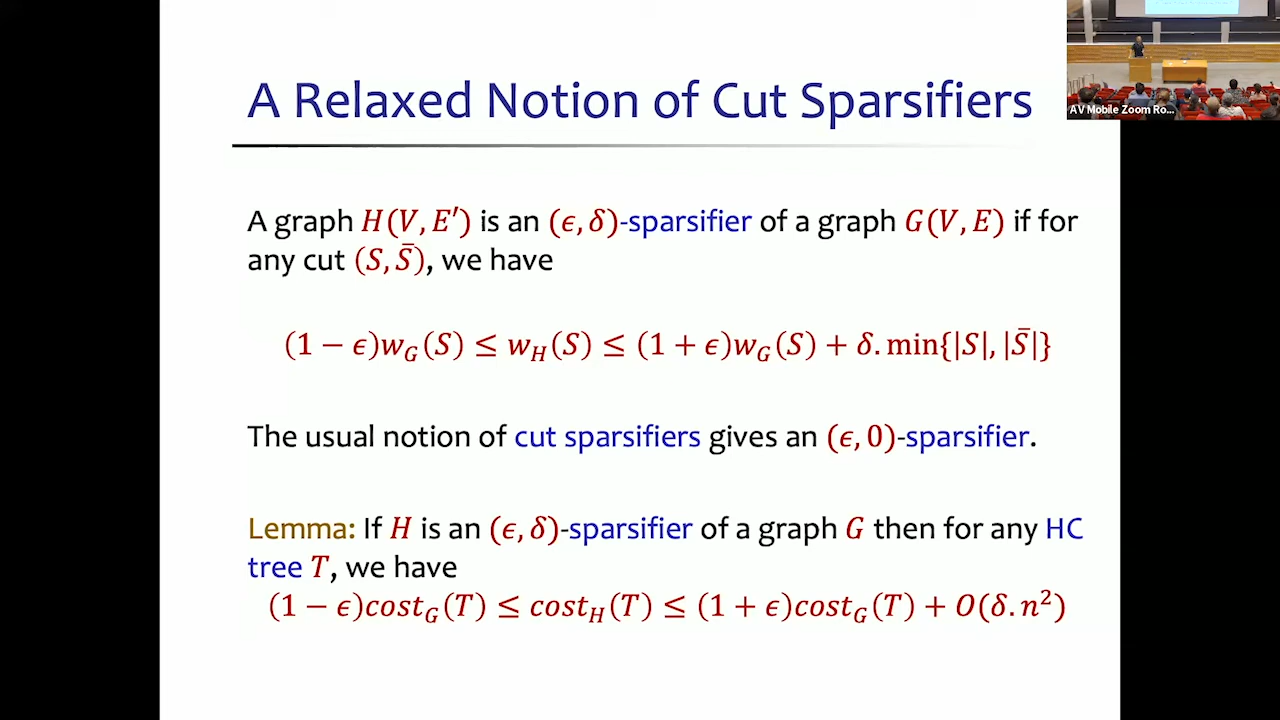 A Relaxed Notion of Cut Sparsifiers
AV Mobile Zoom Ro...
A graph H(V, E′) is an (ϵ, δ)-sparsifier of a graph G(V, E) if for
any cut (S, S̄), we have
(1 − ϵ)w_G(S) ≤ w_H(S) ≤ (1 + ϵ)w_G(S) + δ. min{|S|, |S̄|}
The usual notion of cut sparsifiers gives an (ϵ, 0)-sparsifier.
Lemma: If H is an (ϵ, δ)-sparsifier of a graph G then for any HC
tree T, we have
(1 − ϵ)cost_G(T) ≤ cost_H(T) ≤ (1 + ϵ)cost_G(T) + O(δ. n²)